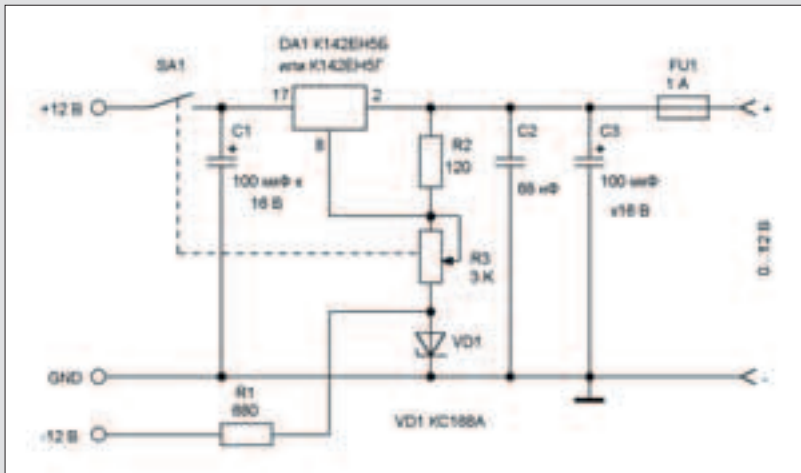 DA1 К142ЕН5Б
или К142ЕН5Г
SA1
FU1
1 А
+12 В
17
2
+
C1
+
8
R2
120
C2
C3
+
100 мкФ x
16 В
68 нФ
100 мкФ
x16 В
R3
3 К
0...12 В
VD1
GND
-
R1
680
-12 В
VD1 КС168А